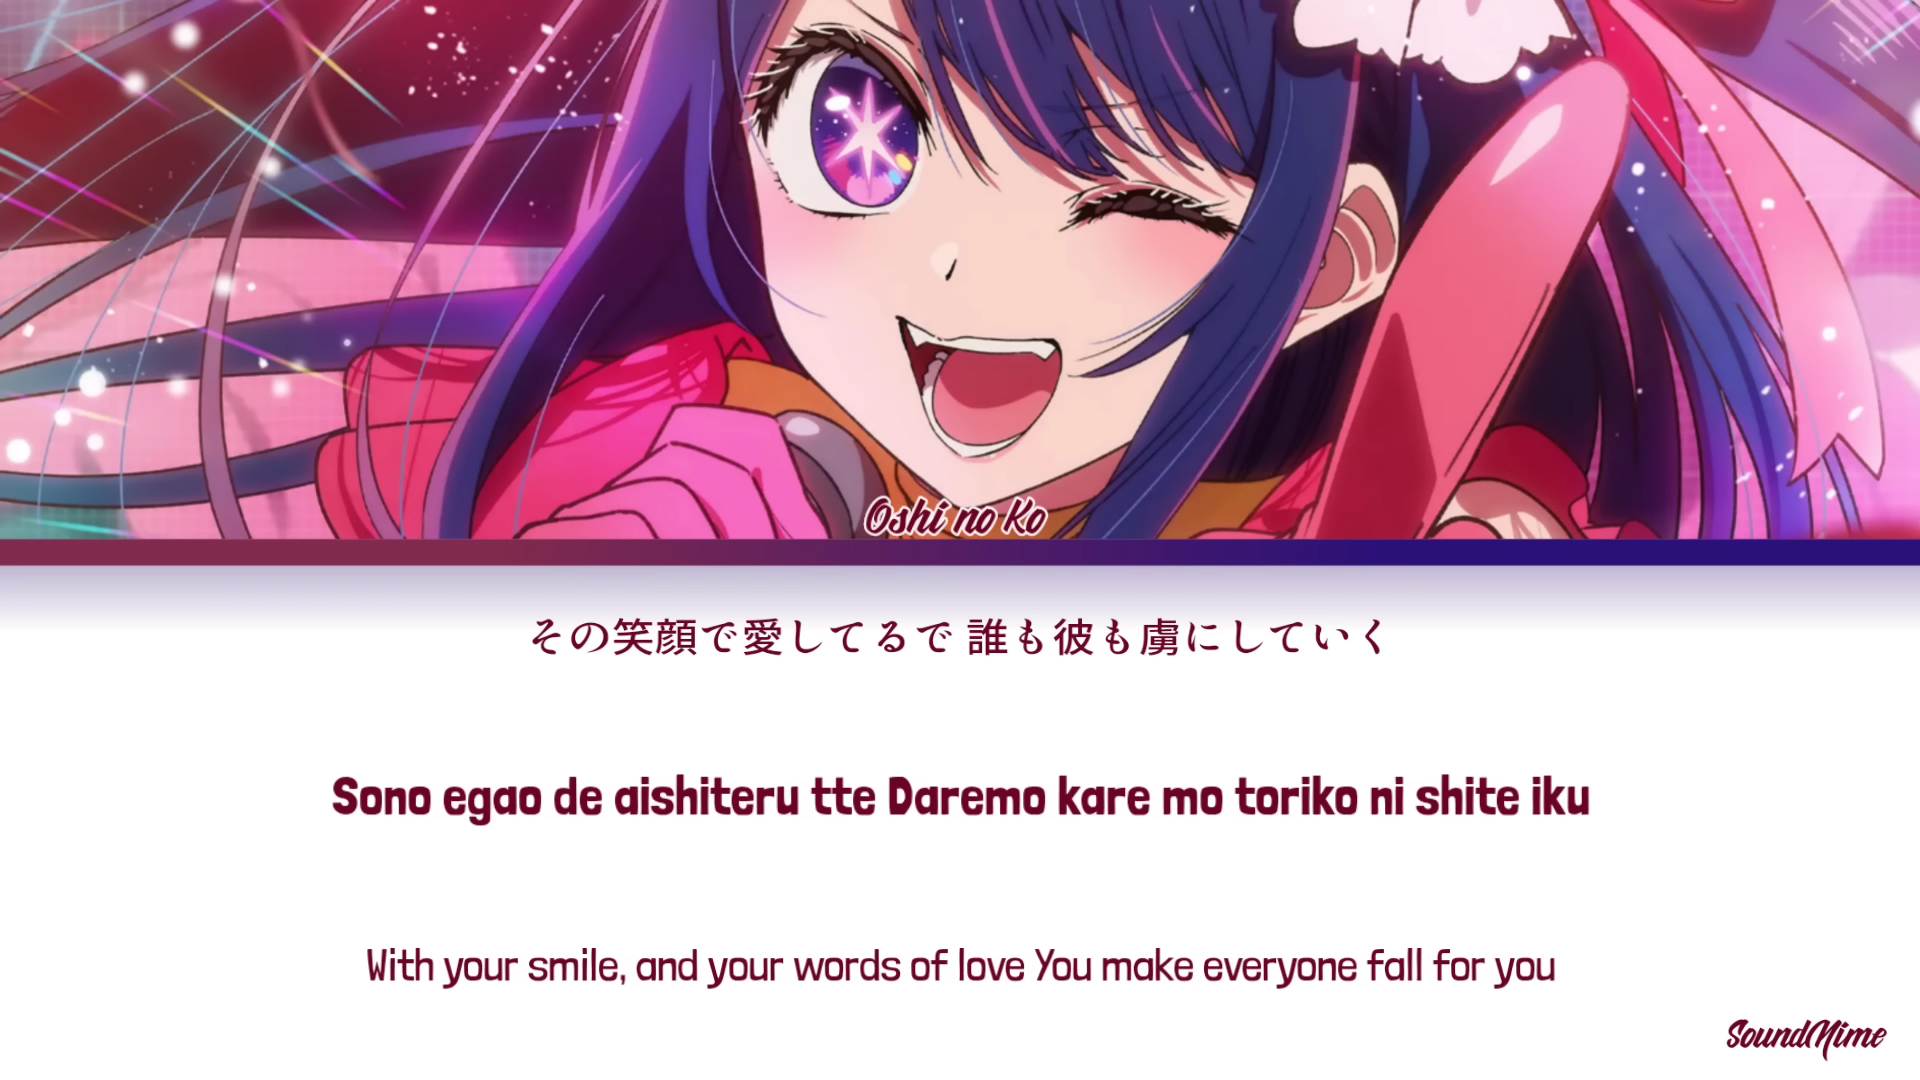 Oshi no Ko
その笑顔で愛してるで 誰も彼も虜にしていく
Sono egao de aishiteru tte Daremo kare mo toriko ni shite iku
With your smile, and your words of love You make everyone fall for you
SoundMime